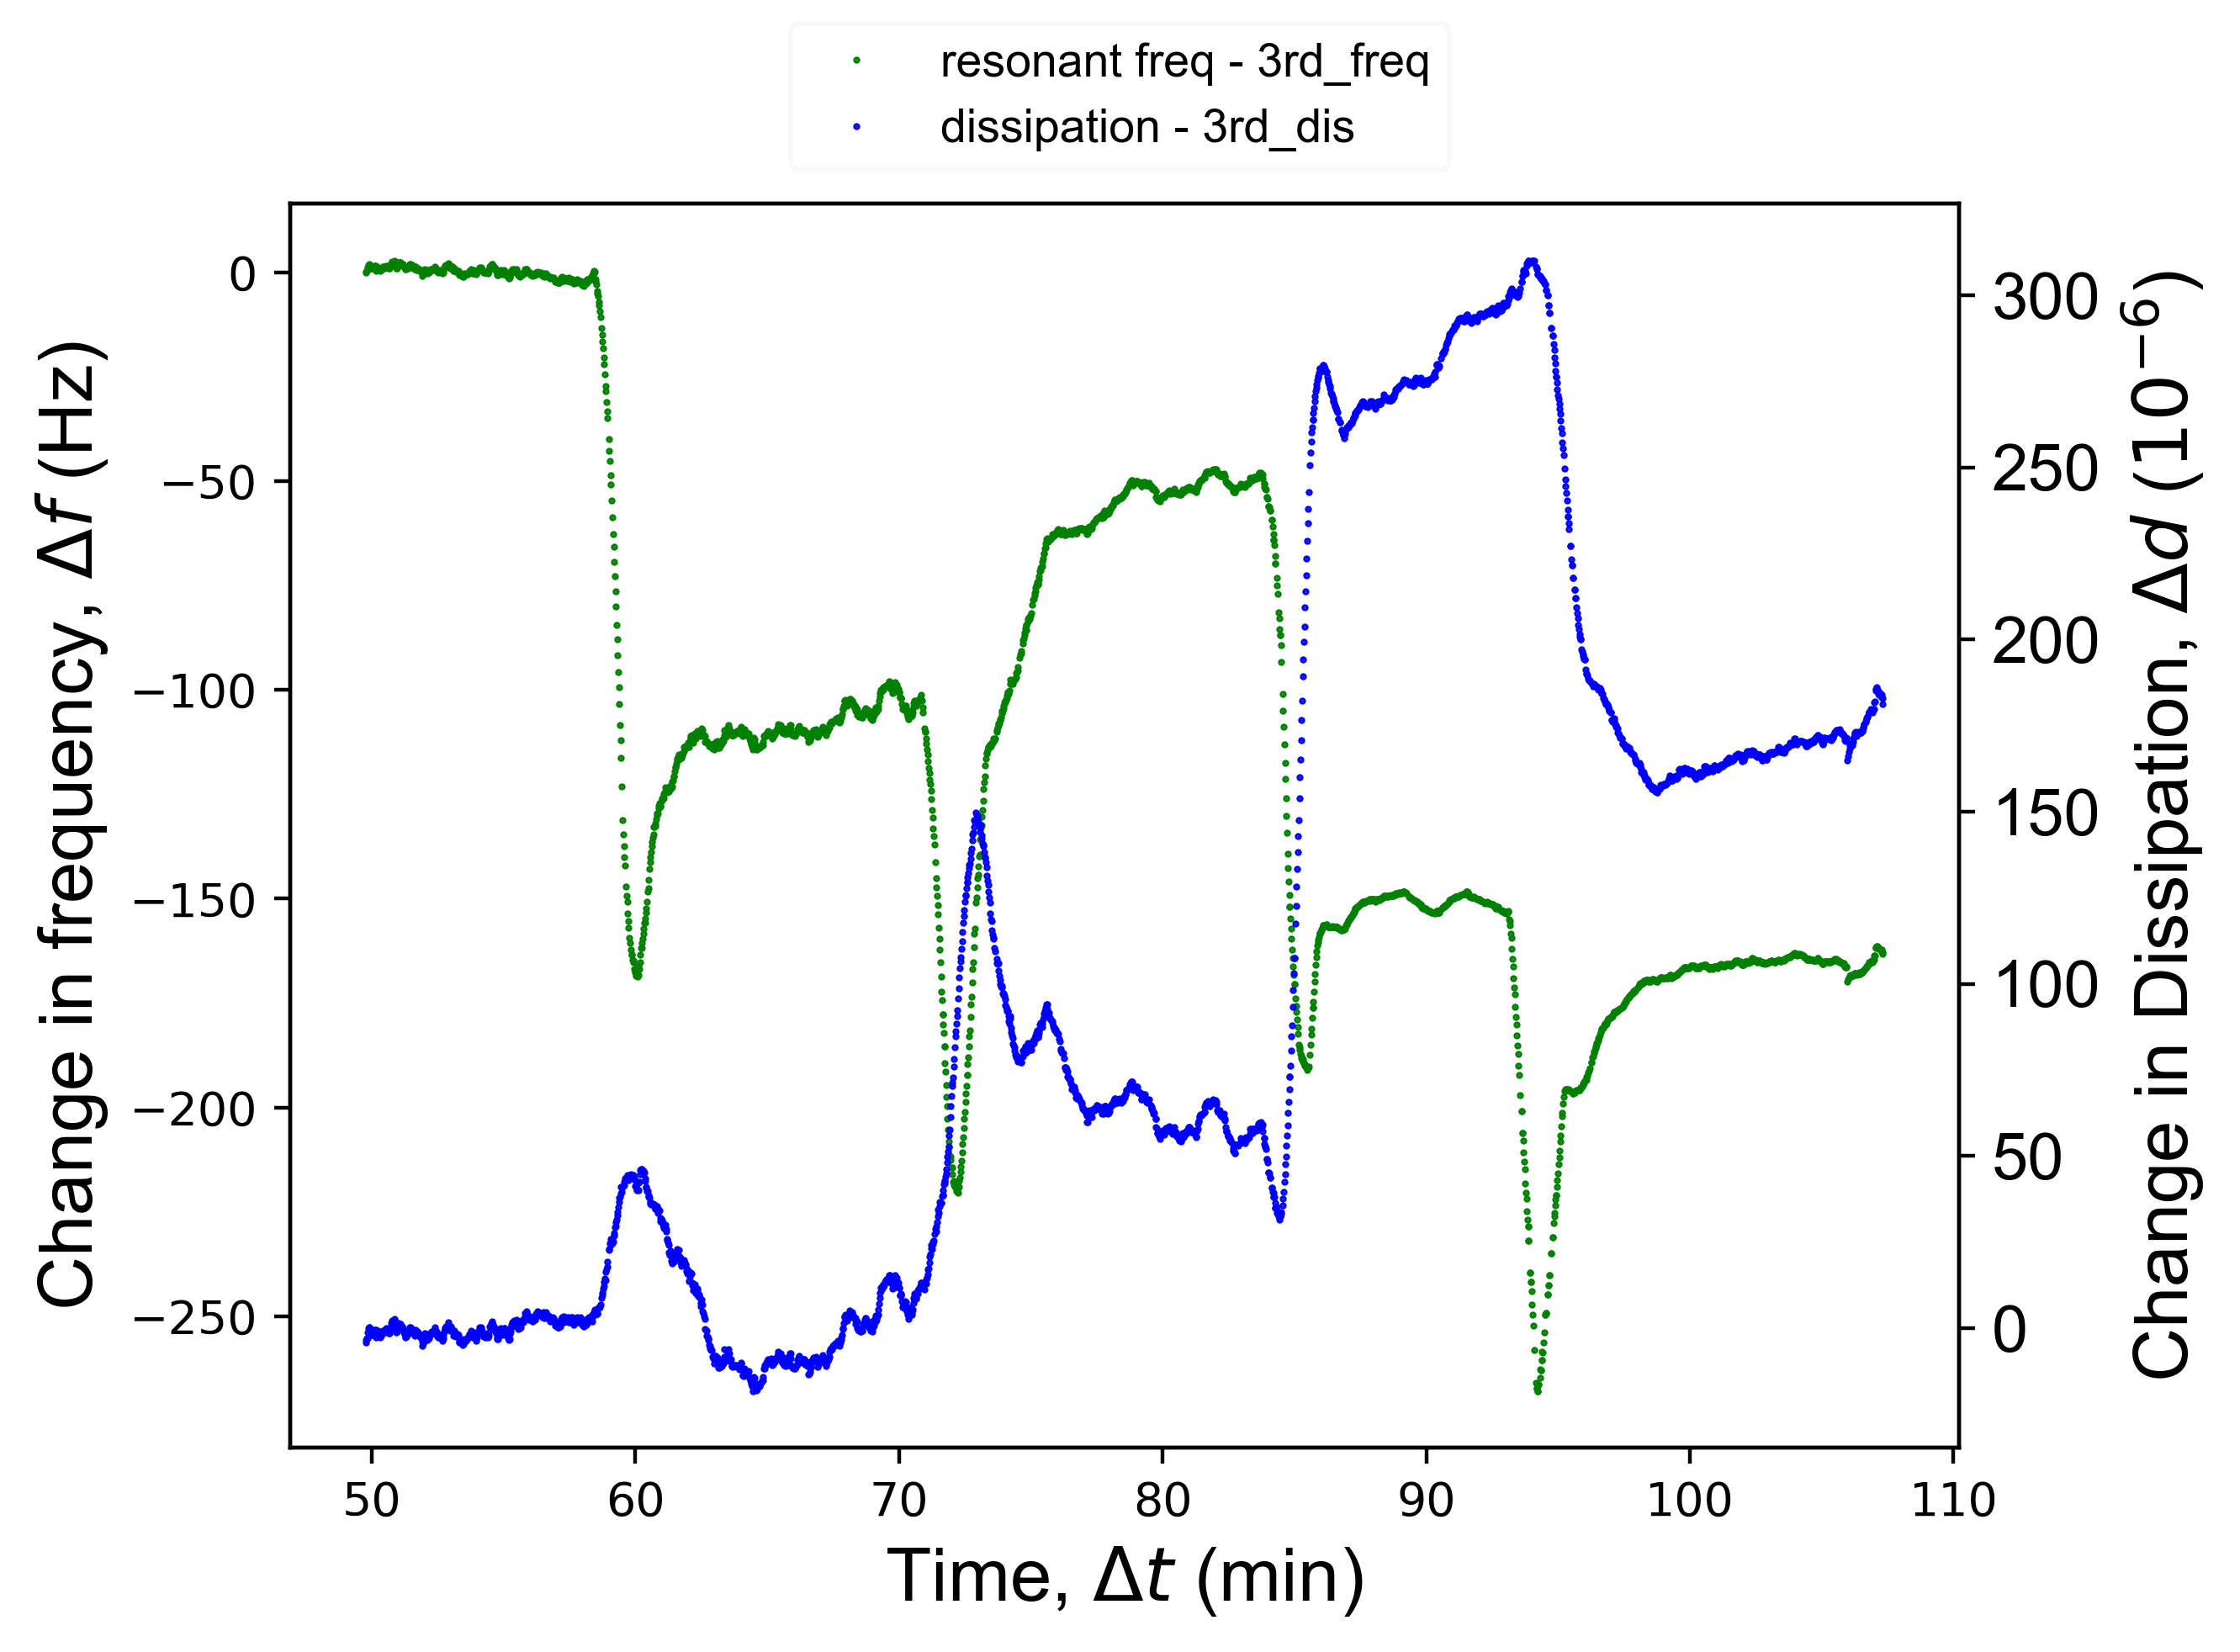 resonant freq - 3rd_freq
dissipation - 3rd_dis
Change in frequency, Δf (Hz)
0
−50
−100
−150
−200
−250
300
250
200
150
100
50
0
Change in Dissipation, Δd (10⁻⁶)
50 60 70 80 90 100 110
Time, Δt (min)